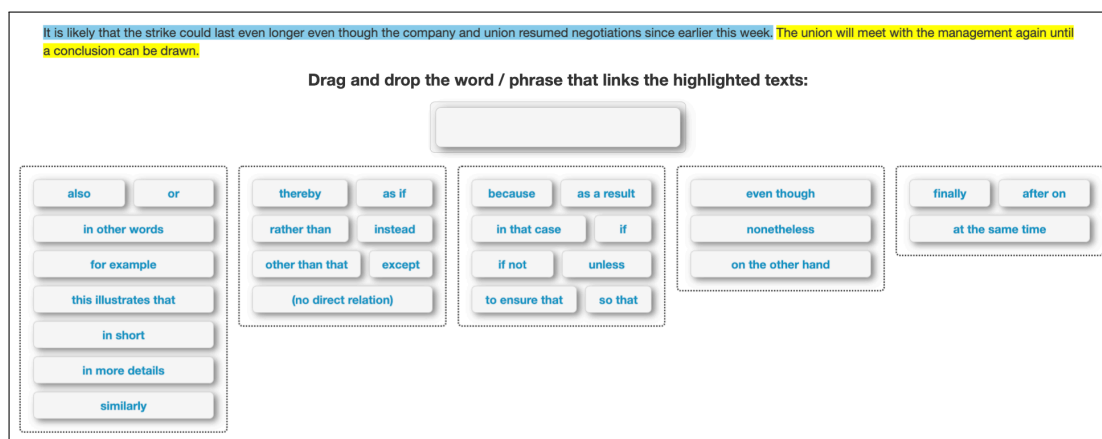 It is likely that the strike could last even longer even though the company and union resumed negotiations since earlier this week. The union will meet with the management again until
a conclusion can be drawn.
Drag and drop the word / phrase that links the highlighted texts:
also
or
in other words
for example
this illustrates that
in short
in more details
similarly
thereby
as if
rather than
instead
other than that
except
(no direct relation)
because
as a result
in that case
if
if not
unless
to ensure that
so that
even though
nonetheless
on the other hand
finally
after on
at the same time